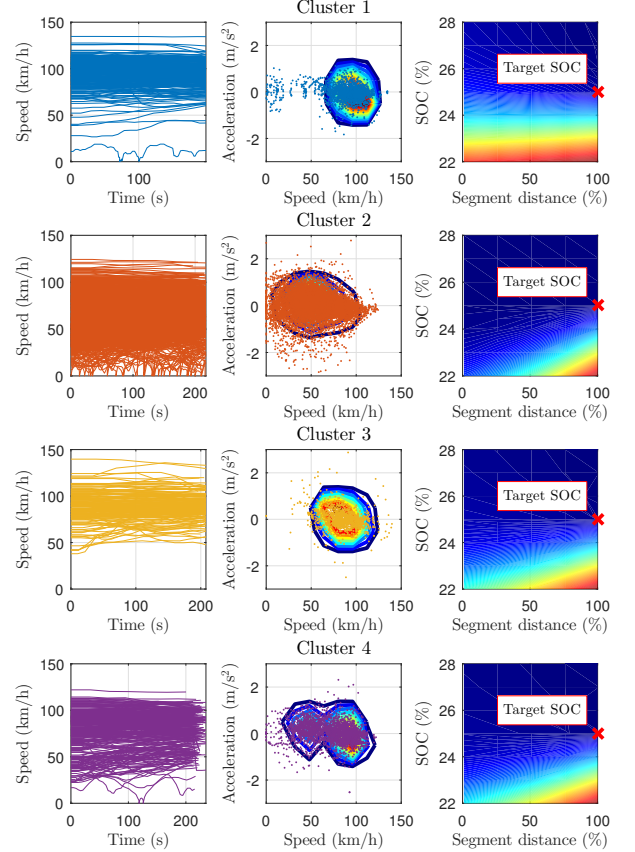 Cluster 1
Speed (km/h)
150
100
50
0
0
100
Time (s)
Acceleration (m/s²)
2
0
-2
0
50
100
150
Speed (km/h)
SOC (%)
28
26
24
22
Target SOC
0
50
100
Segment distance (%)
Cluster 2
Speed (km/h)
150
100
50
0
0
100
200
Time (s)
Acceleration (m/s²)
2
0
-2
0
50
100
150
Speed (km/h)
SOC (%)
28
26
24
22
Target SOC
0
50
100
Segment distance (%)
Cluster 3
Speed (km/h)
150
100
50
0
0
100
200
Time (s)
Acceleration (m/s²)
2
0
-2
0
50
100
150
Speed (km/h)
SOC (%)
28
26
24
22
Target SOC
0
50
100
Segment distance (%)
Cluster 4
Speed (km/h)
150
100
50
0
0
100
200
Time (s)
Acceleration (m/s²)
2
0
-2
0
50
100
150
Speed (km/h)
SOC (%)
28
26
24
22
Target SOC
0
50
100
Segment distance (%)